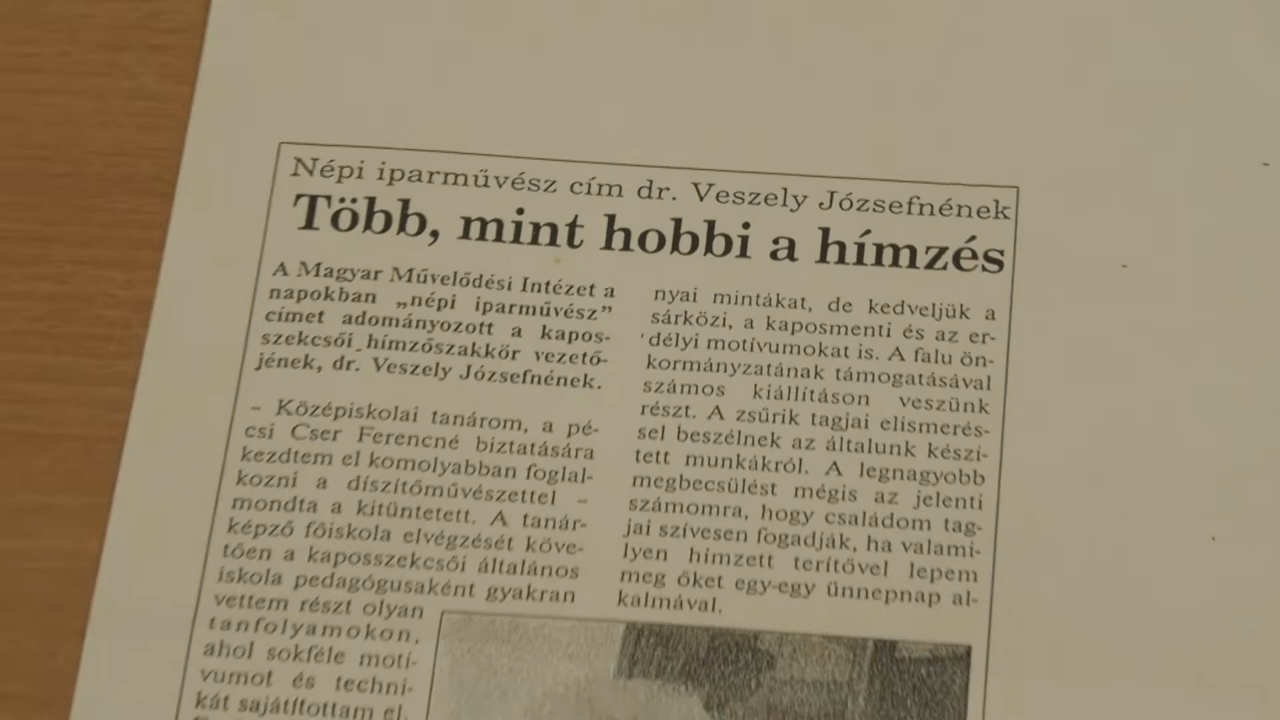 Népi iparművész cím dr. Veszely Józsefnének
Több, mint hobbi a hímzés
A Magyar Művelődési Intézet a
napokban „népi iparművész”
címet adományozott a kapos-
szekcsői hímzőszakkör vezető-
jének, dr. Veszely Józsefnének.
– Középiskolai tanárom, a pé-
csi Cser Ferencné biztatására
kezdtem el komolyabban foglal-
kozni a díszítőművészettel –
mondta a kitüntetett. A tanár-
képző főiskola elvégzését köve-
tően a kaposszekcsői általános
iskola pedagógusaként gyakran
vettem részt olyan
tanfolyamokon,
ahol sokféle motí-
vumot és techni-
kát sajátítottam el.
nyai mintákat, de kedveljük a
sárközi, a kaposmenti és az er-
délyi motívumokat is. A falu ön-
kormányzatának támogatásával
számos kiállításon veszünk
részt. A zsűrik tagjai elismerés-
sel beszélnek az általunk készí-
tett munkákról. A legnagyobb
megbecsülést mégis az jelenti
számomra, hogy családom tag-
jai szívesen fogadják, ha valami-
lyen hímzett terítővel lepem
meg őket egy-egy ünnepnap al-
kalmával.